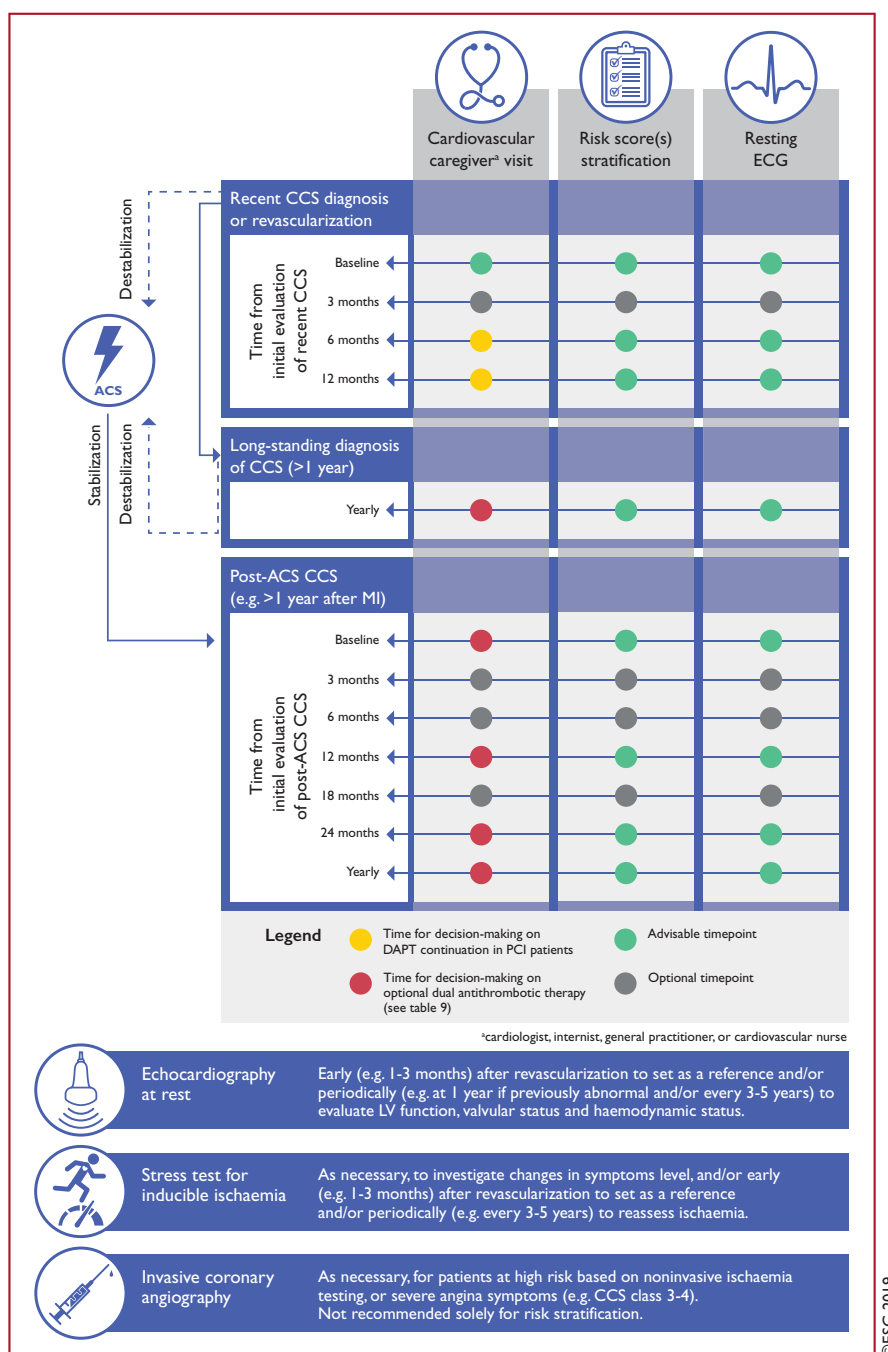 Cardiovascular
caregiverᵃ visit
Risk score(s)
stratification
Resting
ECG
Recent CCS diagnosis
or revascularization
Destabilization
Time from
initial evaluation
of recent CCS
Baseline
3 months
6 months
12 months
ACS
Long-standing diagnosis
of CCS (>1 year)
Stabilization
Destabilization
Yearly
Post-ACS CCS
(e.g. >1 year after MI)
Time from
initial evaluation
of post-ACS CCS
Baseline
3 months
6 months
12 months
18 months
24 months
Yearly
Legend
Time for decision-making on
DAPT continuation in PCI patients
Advisable timepoint
Time for decision-making on
optional dual antithrombotic therapy
(see table 9)
Optional timepoint
ᵃcardiologist, internist, general practitioner, or cardiovascular nurse
Echocardiography
at rest
Early (e.g. 1-3 months) after revascularization to set as a reference and/or
periodically (e.g. at 1 year if previously abnormal and/or every 3-5 years) to
evaluate LV function, valvular status and haemodynamic status.
Stress test for
inducible ischaemia
As necessary, to investigate changes in symptoms level, and/or early
(e.g. 1-3 months) after revascularization to set as a reference
and/or periodically (e.g. every 3-5 years) to reassess ischaemia.
Invasive coronary
angiography
As necessary, for patients at high risk based on noninvasive ischaemia
testing, or severe angina symptoms (e.g. CCS class 3-4).
Not recommended solely for risk stratification.
©ESC 2019